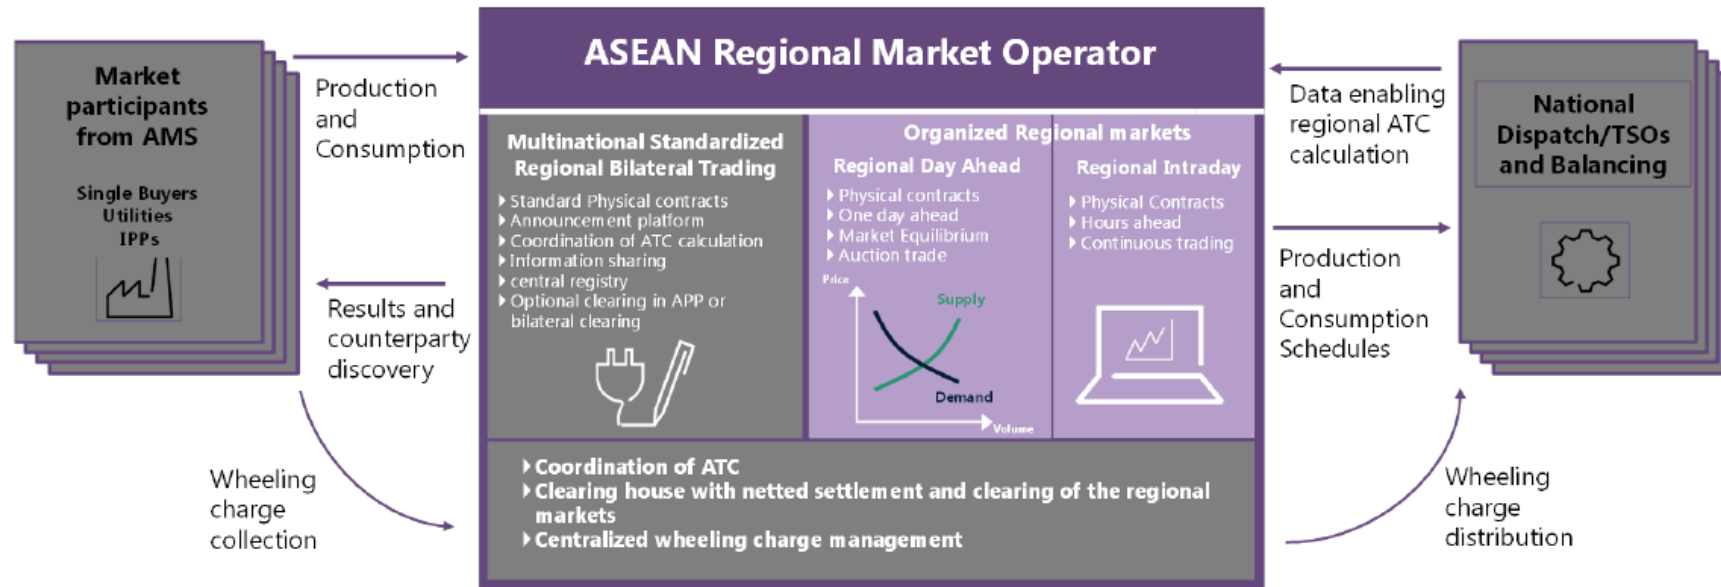 ASEAN Regional Market Operator
Market
participants
from AMS
Single Buyers
Utilities
IPPs
Production
and
Consumption
Results and
counterparty
discovery
Wheeling
charge
collection
Multinational Standardized
Regional Bilateral Trading
Standard Physical contracts
Announcement platform
Coordination of ATC calculation
Information sharing
central registry
Optional clearing in APP or
bilateral clearing
Organized Regional markets
Regional Day Ahead
Physical contracts
One day ahead
Market Equilibrium
Auction trade
Price
Supply
Demand
Volume
Regional Intraday
Physical Contracts
Hours ahead
Continuous trading
Coordination of ATC
Clearing house with netted settlement and clearing of the regional
markets
Centralized wheeling charge management
Data enabling
regional ATC
calculation
Production
and
Consumption
Schedules
Wheeling
charge
distribution
National
Dispatch/TSOs
and Balancing